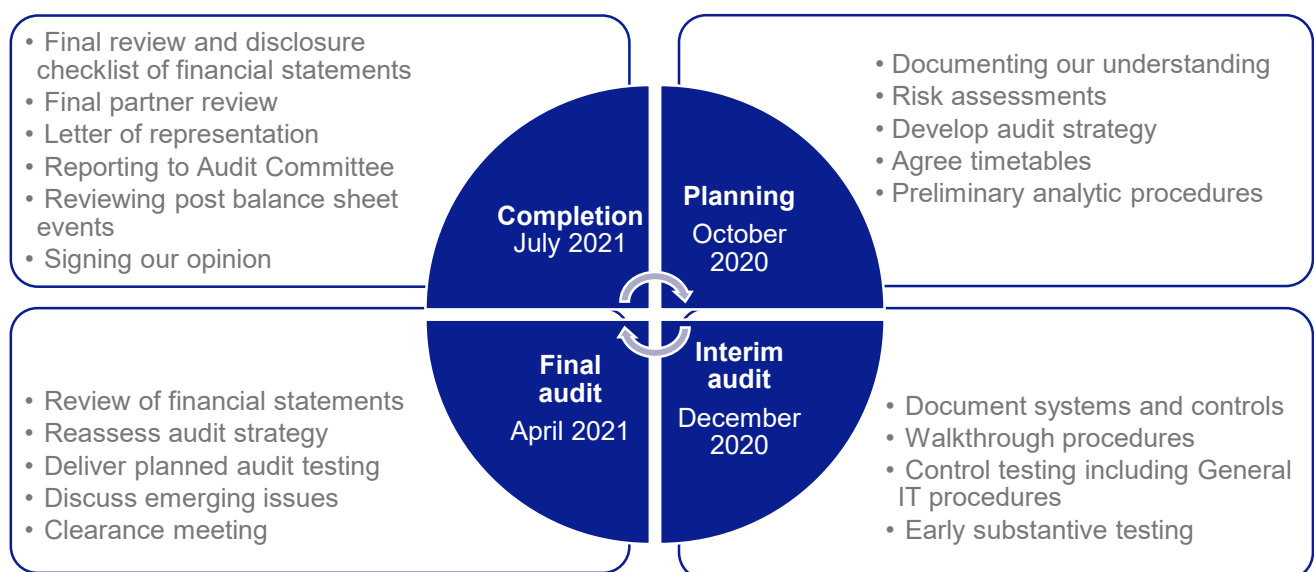 • Final review and disclosure
checklist of financial statements
• Final partner review
• Letter of representation
• Reporting to Audit Committee
• Reviewing post balance sheet
events
• Signing our opinion
Completion
July 2021
Planning
October
2020
• Documenting our understanding
• Risk assessments
• Develop audit strategy
• Agree timetables
• Preliminary analytic procedures
• Review of financial statements
• Reassess audit strategy
• Deliver planned audit testing
• Discuss emerging issues
• Clearance meeting
Final
audit
April 2021
Interim
audit
December
2020
• Document systems and controls
• Walkthrough procedures
• Control testing including General
IT procedures
• Early substantive testing